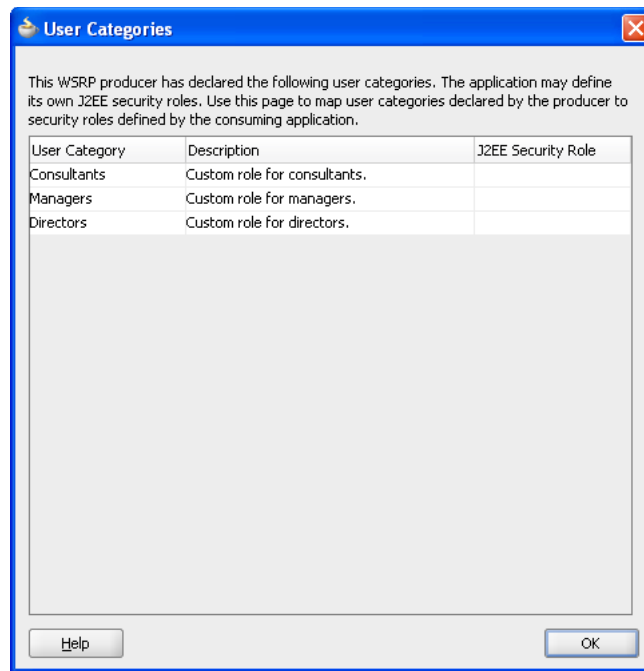 User Categories
This WSRP producer has declared the following user categories. The application may define
its own J2EE security roles. Use this page to map user categories declared by the producer to
security roles defined by the consuming application.
User Category Description J2EE Security Role
Consultants Custom role for consultants.
Managers Custom role for managers.
Directors Custom role for directors.
Help OK